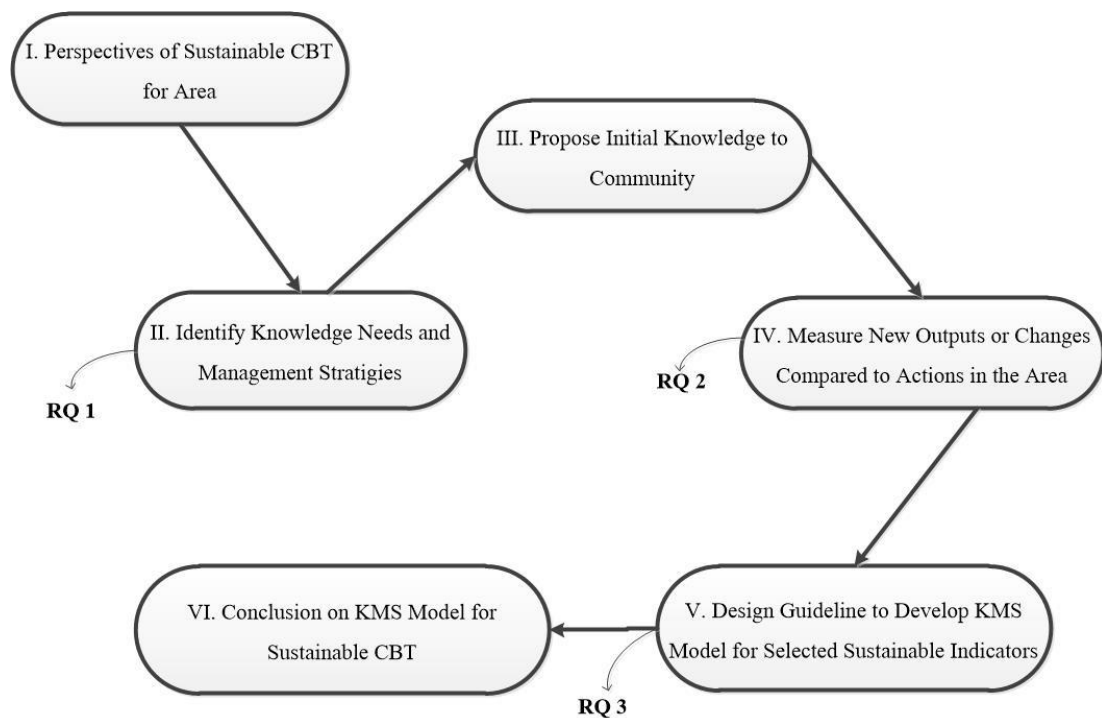 I. Perspectives of Sustainable CBT
for Area
II. Identify Knowledge Needs and
Management Stratigies
RQ 1
III. Propose Initial Knowledge to
Community
IV. Measure New Outputs or Changes
Compared to Actions in the Area
RQ 2
V. Design Guideline to Develop KMS
Model for Selected Sustainable Indicators
RQ 3
VI. Conclusion on KMS Model for
Sustainable CBT